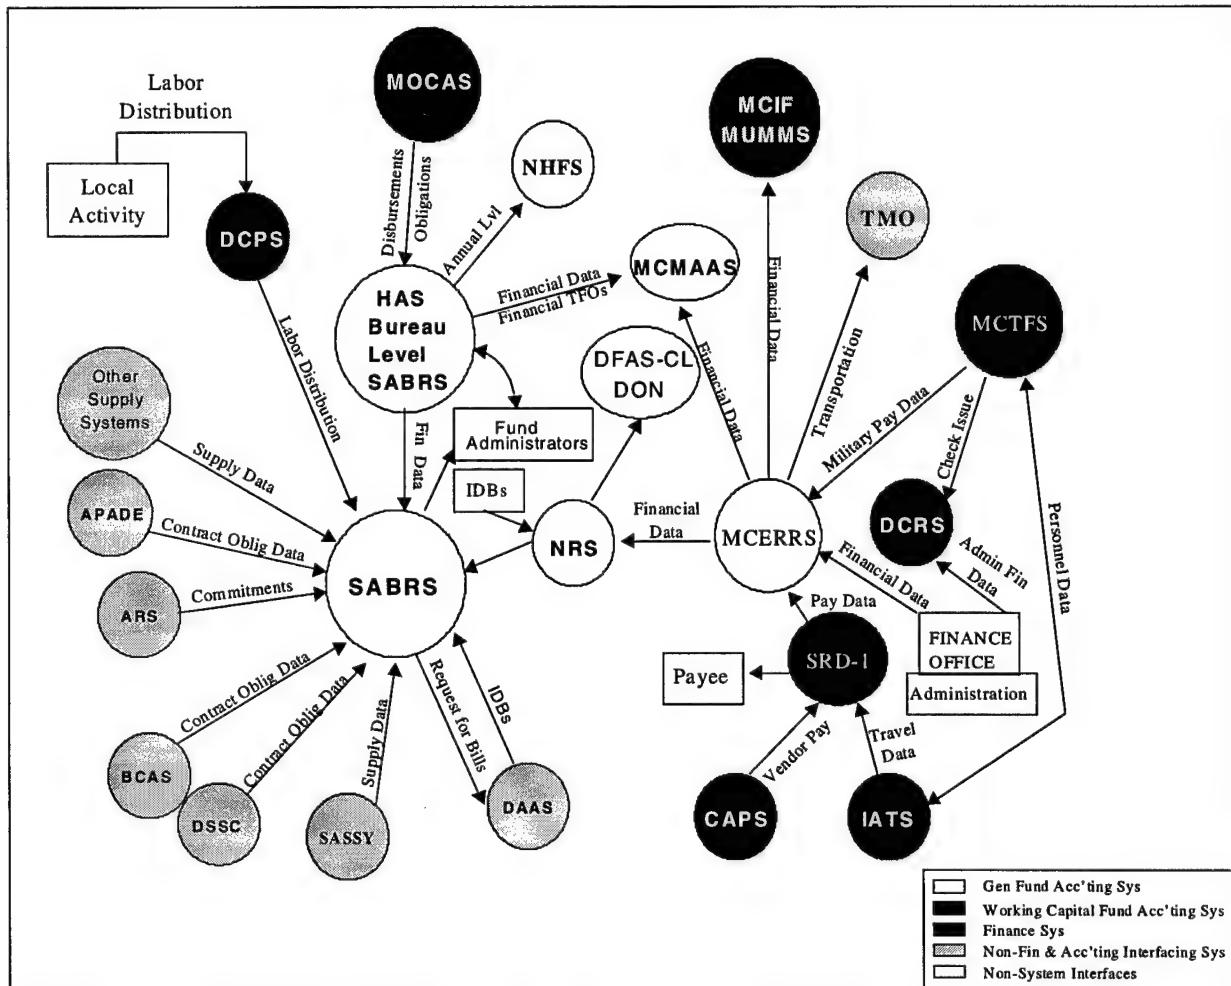 Labor
Distribution
Local
Activity
MOCAS
MCIF
MUMMS
NHFS
TMO
DCPS
Disbursements
Obligations
Annual Lvl
MCMAAS
Financial Data
Financial TFOs
HAS
Bureau
Level
SABRS
Financial Data
MCTFS
Labor Distribution
DFAS-CL
DON
Financial Data
Transportation
Other
Supply
Systems
Fin Data
Fund
Administrators
Military Pay Data
Check Issue
Supply Data
IDBs
APADE
Contract Oblig Data
NRS
Financial
Data
MCERRS
DCRS
Personnel Data
SABRS
Financial Data
Admin Fin
Data
ARS
Commitments
Pay Data
FINANCE
OFFICE
Administration
Payee
SRD-1
Contract Oblig Data
Contract Oblig Data
Supply Data
Request for Bills
IDBs
Vendor Pay
Travel
Data
BCAS
DSSC
SASSY
DAAS
CAPS
IATS
Gen Fund Acc'ting Sys
Working Capital Fund Acc'ting Sys
Finance Sys
Non-Fin & Acc'ting Interfacing Sys
Non-System Interfaces